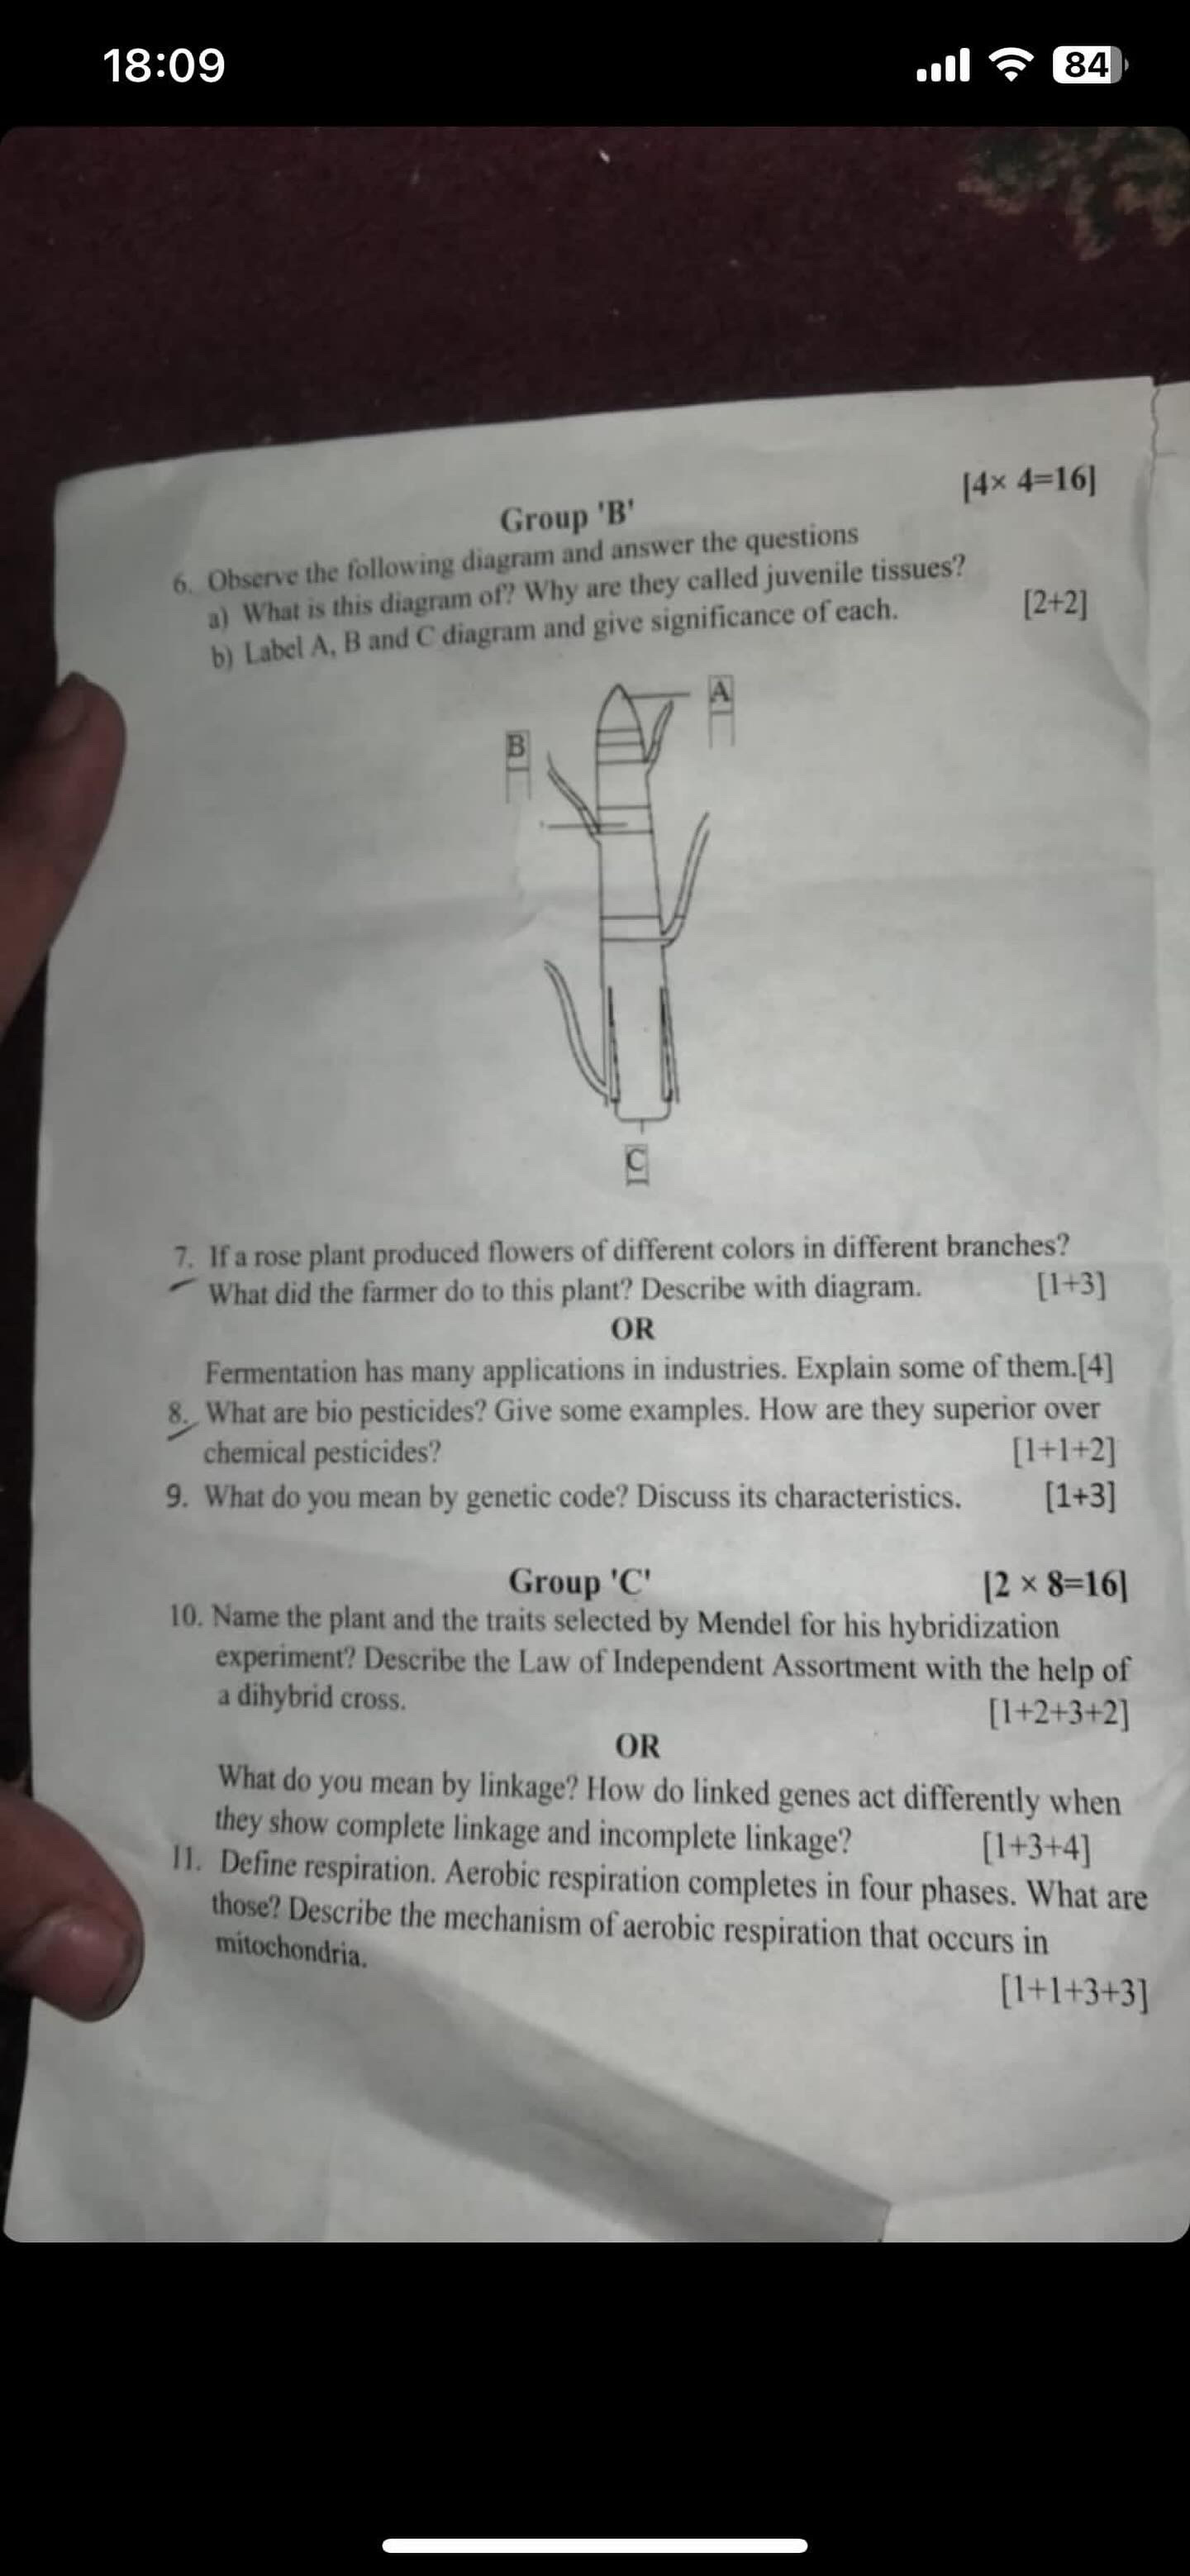 18:09
84
Group 'B'
[4× 4=16]
6. Observe the following diagram and answer the questions
a) What is this diagram of? Why are they called juvenile tissues?
b) Label A, B and C diagram and give significance of each.
[2+2]
A
B
C
7. If a rose plant produced flowers of different colors in different branches?
What did the farmer do to this plant? Describe with diagram. [1+3]
OR
Fermentation has many applications in industries. Explain some of them.[4]
8. What are bio pesticides? Give some examples. How are they superior over
chemical pesticides? [1+1+2]
9. What do you mean by genetic code? Discuss its characteristics. [1+3]
Group 'C' [2 × 8=16]
10. Name the plant and the traits selected by Mendel for his hybridization
experiment? Describe the Law of Independent Assortment with the help of
a dihybrid cross. [1+2+3+2]
OR
What do you mean by linkage? How do linked genes act differently when
they show complete linkage and incomplete linkage? [1+3+4]
11. Define respiration. Aerobic respiration completes in four phases. What are
those? Describe the mechanism of aerobic respiration that occurs in
mitochondria.
[1+1+3+3]